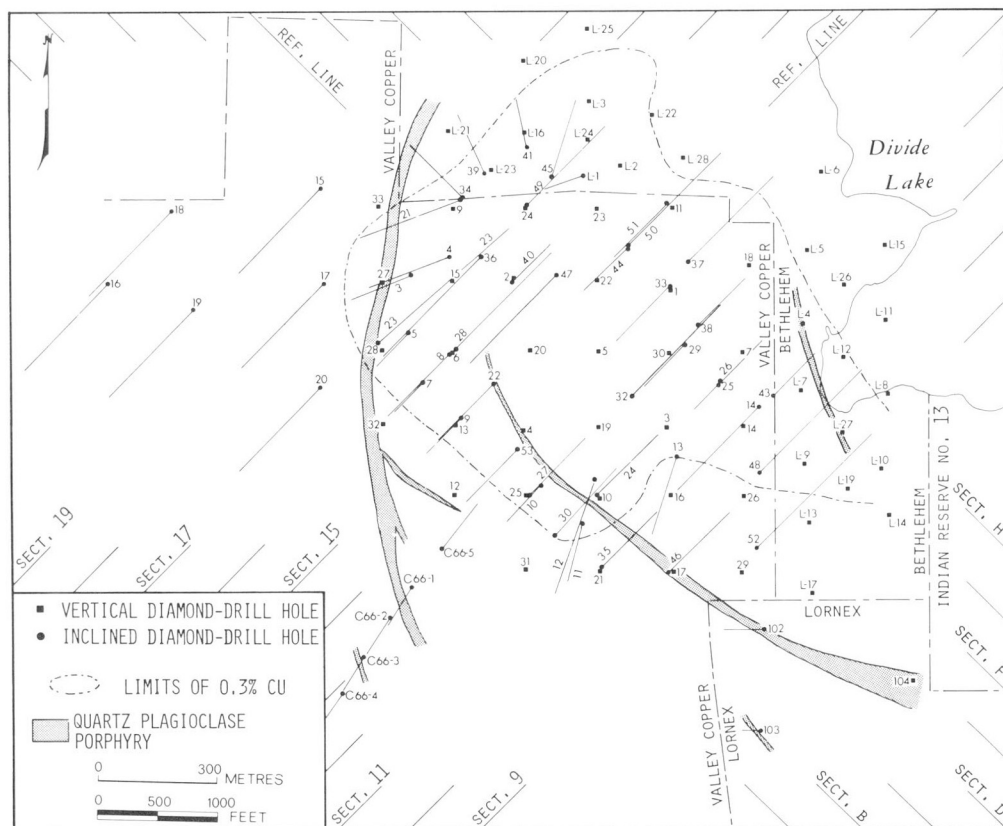 L-25
REF. LINE
VALLEY COPPER
L 20
REF. LINE
L-3
L-22
L-21
L-16
L-24
41
Divide
Lake
L-23
39
45
L-1
L-2
L 28
L-6
15
34
49
33
21
9
24
23
11
18
51
50
L-15
4
23
36
40
L-5
27
3
15
2
47
44
22
37
18
16
17
33
1
L-26
VALLEY COPPER
BETHLEHEM
19
L-11
23
5
38
L-4
28
28
8
6
20
5
30
29
7
L-12
20
7
22
32
26
25
43
L-7
L-8
14
32
9
13
4
19
3
14
L-27
53
13
12
27
24
48
L-9
L-10
25
10
10
16
26
L-19
BETHLEHEM
INDIAN RESERVE NO. 13
SECT. 19
SECT. 17
SECT. 15
30
L-13
L.14
SECT. H
C66-5
12
11
35
52
31
21
46
17
29
C66-1
L-17
LORNEX
C66-2
102
SECT. F
C66-3
104
C66-4
VALLEY COPPER
LORNEX
103
SECT. 11
SECT. 9
SECT. B
SECT. D
VERTICAL DIAMOND-DRILL HOLE
INCLINED DIAMOND-DRILL HOLE
LIMITS OF 0.3% CU
QUARTZ PLAGIOCLASE
PORPHYRY
0 300
METRES
0 500 1000
FEET